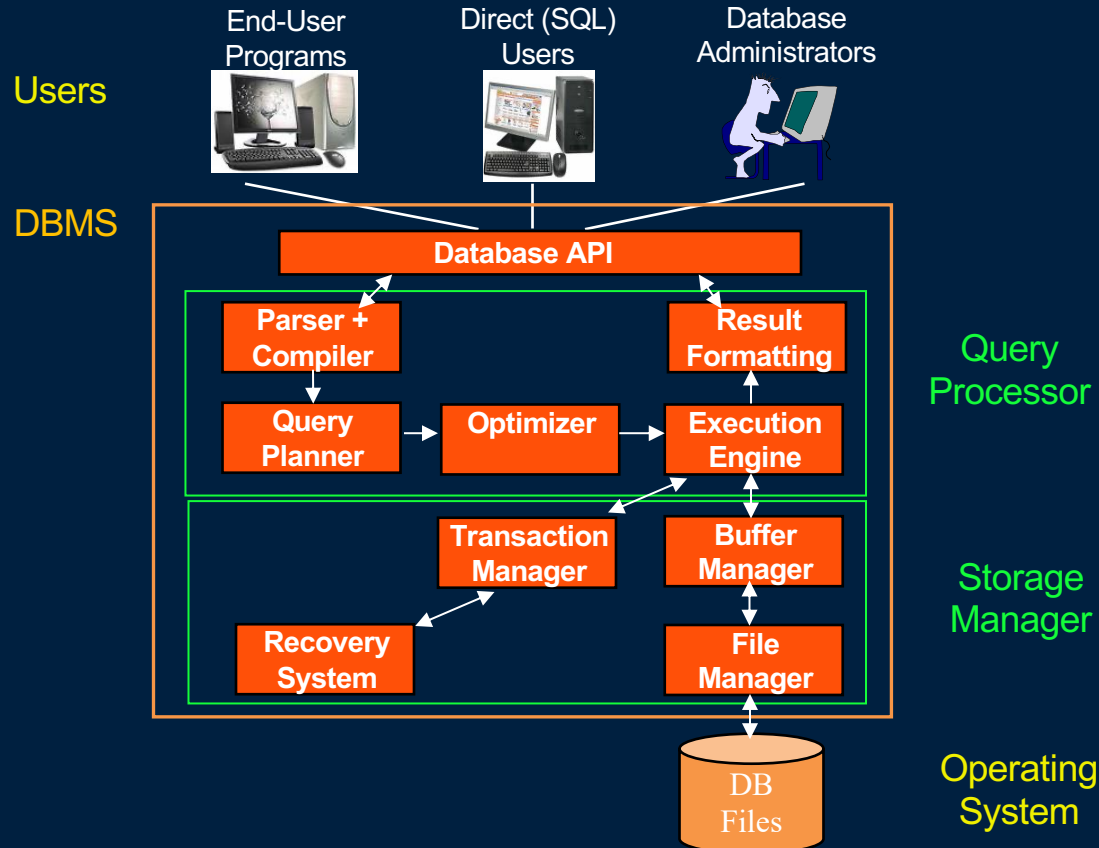 End-User
Programs
Direct (SQL)
Users
Database
Administrators
Users
DBMS
Database API
Parser +
Compiler
Result
Formatting
Query
Processor
Query
Planner
Optimizer
Execution
Engine
Transaction
Manager
Buffer
Manager
Storage
Manager
Recovery
System
File
Manager
DB
Files
Operating
System